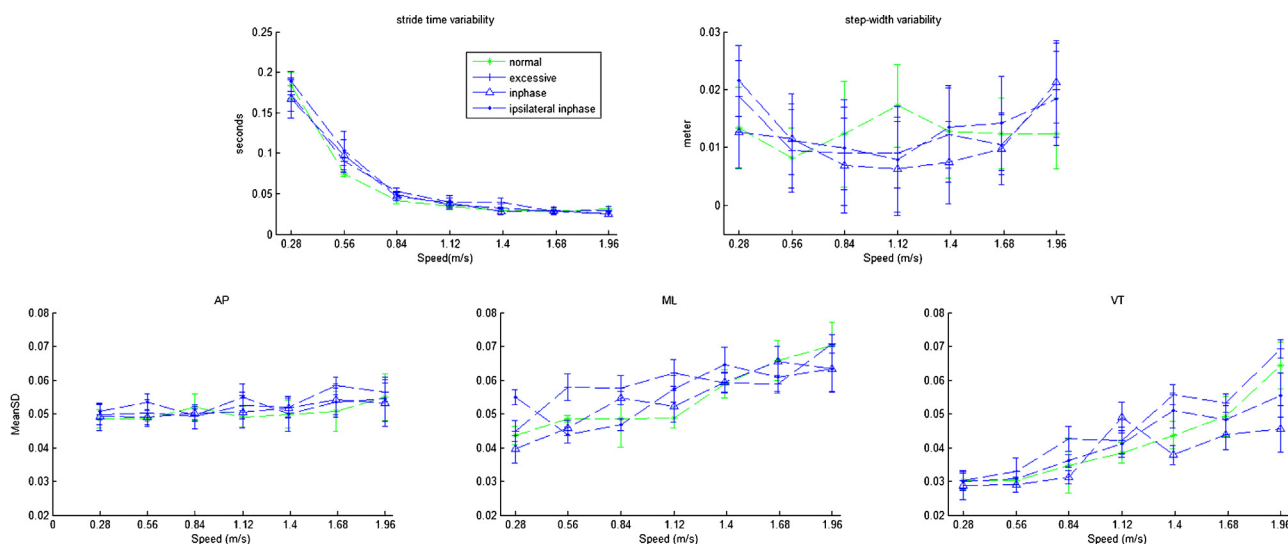 stride time variability
0.25
0.2
0.15
0.1
0.05
0
seconds
0.28 0.56 0.84 1.12 1.4 1.68 1.96
Speed(m/s)
normal
excessive
inphase
ipsilateral inphase
step-width variability
0.03
0.02
0.01
0
meter
0.28 0.56 0.84 1.12 1.4 1.68 1.96
Speed (m/s)
AP
0.08
0.07
0.06
0.05
0.04
0.03
0.02
MeanSD
0 0.28 0.56 0.84 1.12 1.4 1.68 1.96
Speed (m/s)
ML
0.08
0.07
0.06
0.05
0.04
0.03
0.02
0.28 0.56 0.84 1.12 1.4 1.68 1.96
Speed (m/s)
VT
0.08
0.07
0.06
0.05
0.04
0.03
0.02
0.28 0.56 0.84 1.12 1.4 1.68 1.96
Speed (m/s)